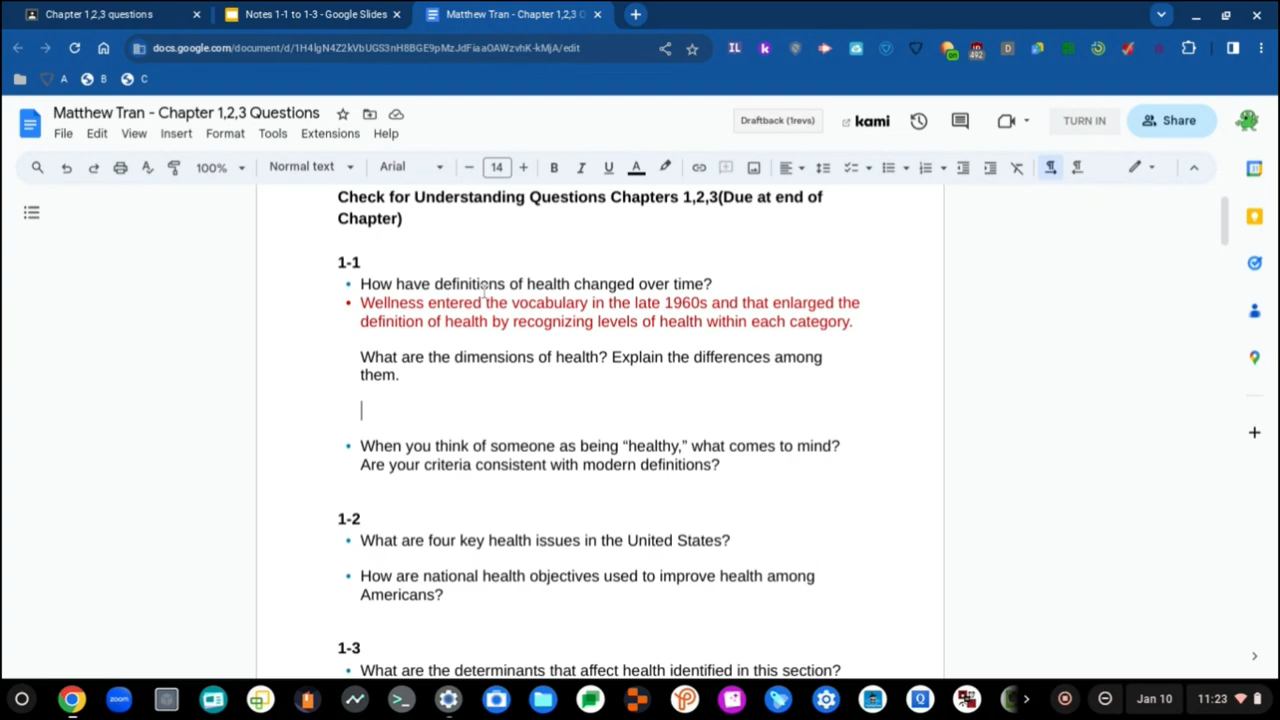 Chapter 1,2,3 questions
Notes 1-1 to 1-3 - Google Slides
Matthew Tran - Chapter 1,2,3 Q
docs.google.com/document/d/1H4lgN4Z2kVbUGS3nH8BGE9pMzJdFiaaOAWzvhK-kMjA/edit
A
B
C
Matthew Tran - Chapter 1,2,3 Questions
File Edit View Insert Format Tools Extensions Help
Draftback (1revs)
kami
TURN IN
Share
100%
Normal text
Arial
14
Check for Understanding Questions Chapters 1,2,3(Due at end of
Chapter)
1-1
• How have definitions of health changed over time?
• Wellness entered the vocabulary in the late 1960s and that enlarged the
definition of health by recognizing levels of health within each category.
What are the dimensions of health? Explain the differences among
them.
• When you think of someone as being “healthy,” what comes to mind?
Are your criteria consistent with modern definitions?
1-2
• What are four key health issues in the United States?
• How are national health objectives used to improve health among
Americans?
1-3
• What are the determinants that affect health identified in this section?
zoom
Jan 10
11:23